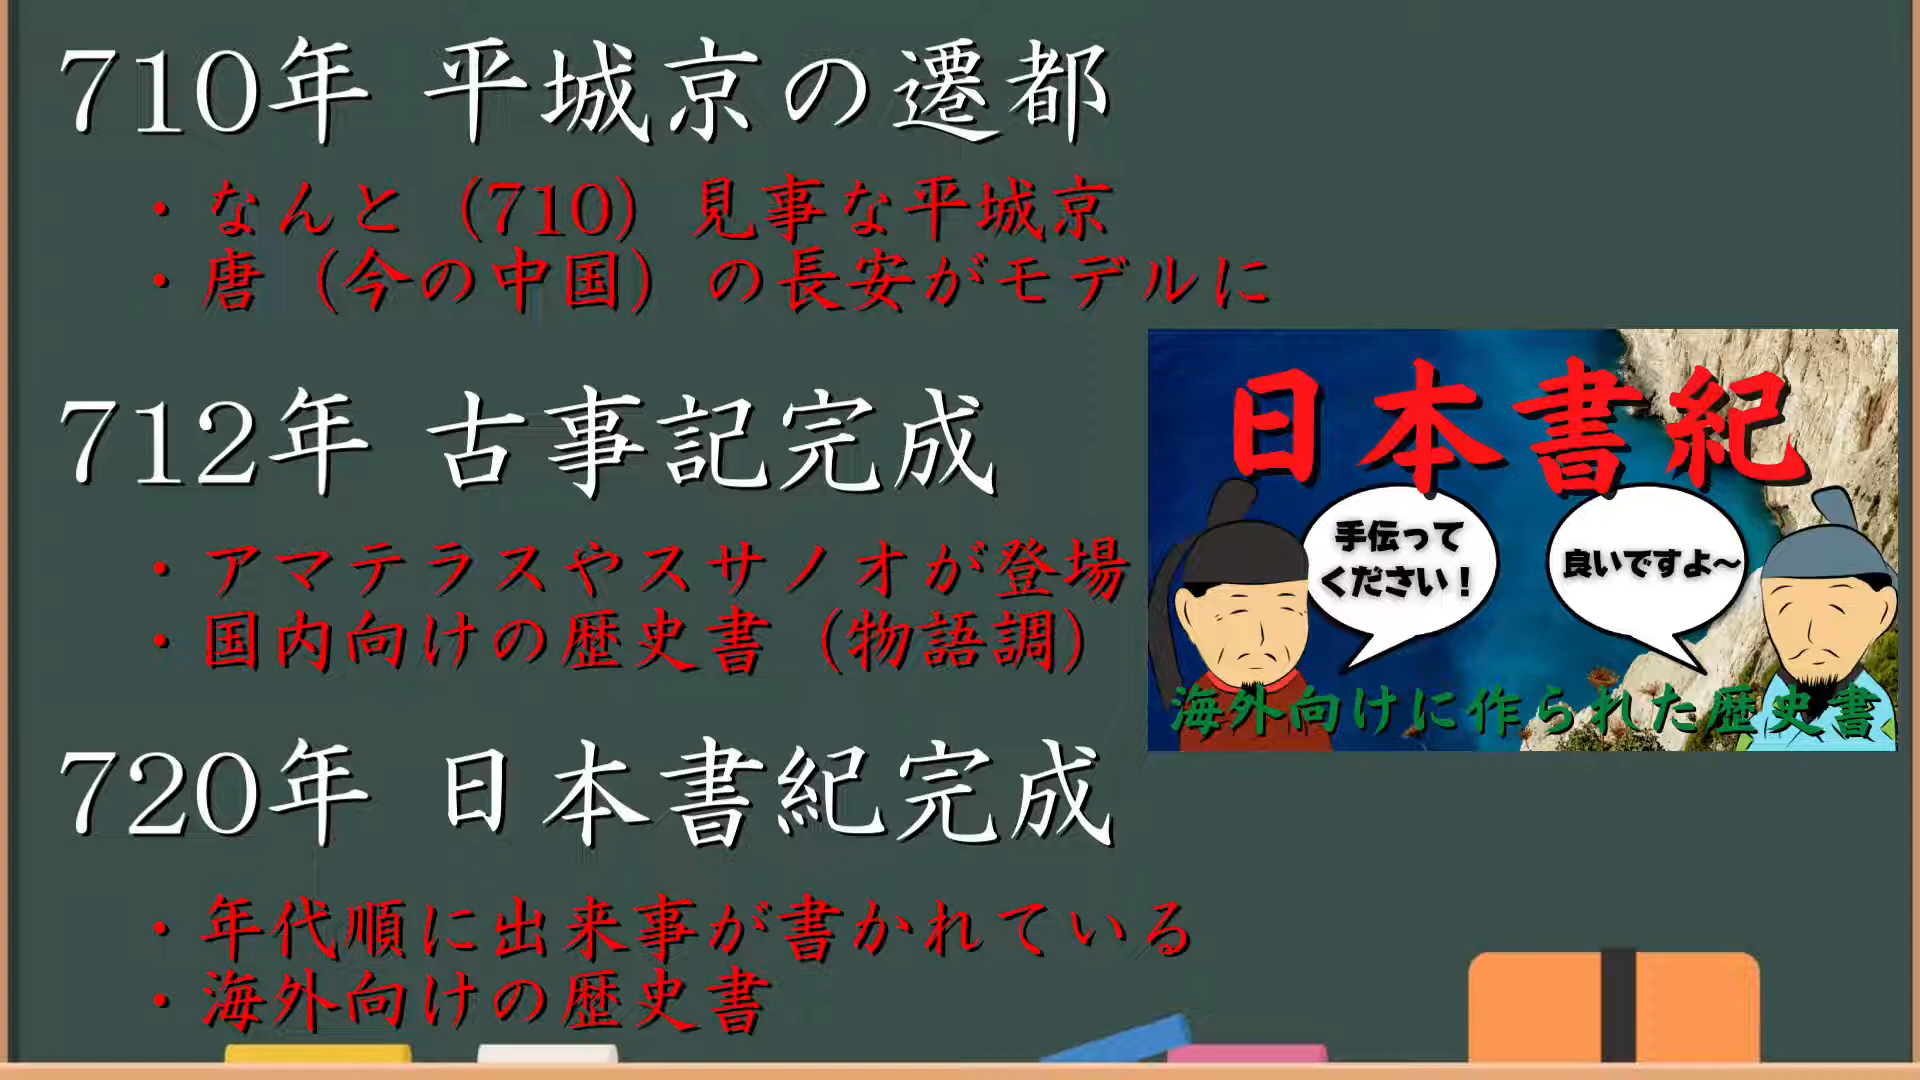 710年 平城京の遷都
・なんと（710）見事な平城京
・唐（今の中国）の長安がモデルに
712年 古事記完成
・アマテラスやスサノオが登場
・国内向けの歴史書（物語調）
720年 日本書紀完成
・年代順に出来事が書かれている
・海外向けの歴史書
日本書紀
手伝って
ください！
良いですよ～
海外向けに作られた歴史書